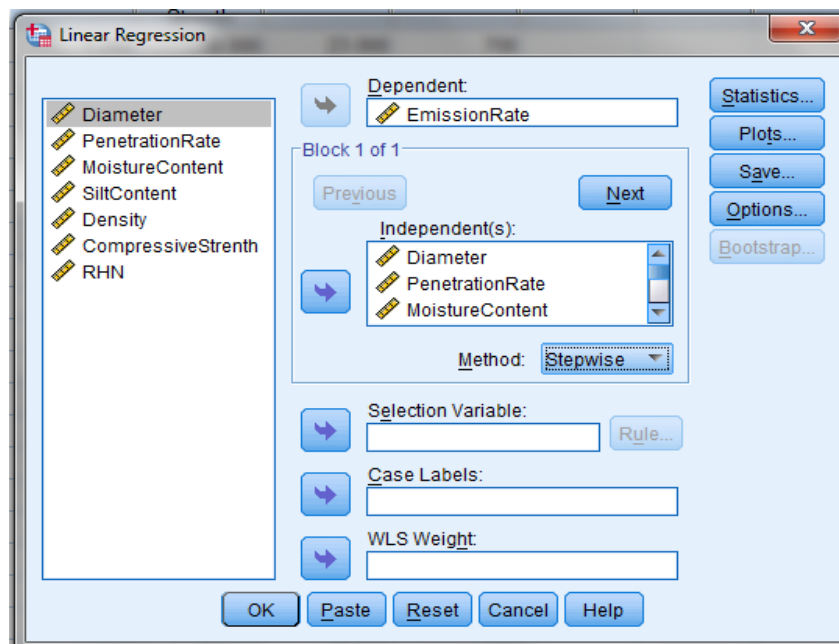 Linear Regression
Diameter
PenetrationRate
MoistureContent
SiltContent
Density
CompressiveStrenth
RHN
Dependent:
EmissionRate
Block 1 of 1
Previous
Next
Independent(s):
Diameter
PenetrationRate
MoistureContent
Method: Stepwise
Selection Variable:
Rule...
Case Labels:
WLS Weight:
Statistics...
Plots...
Save...
Options...
Bootstrap...
OK Paste Reset Cancel Help